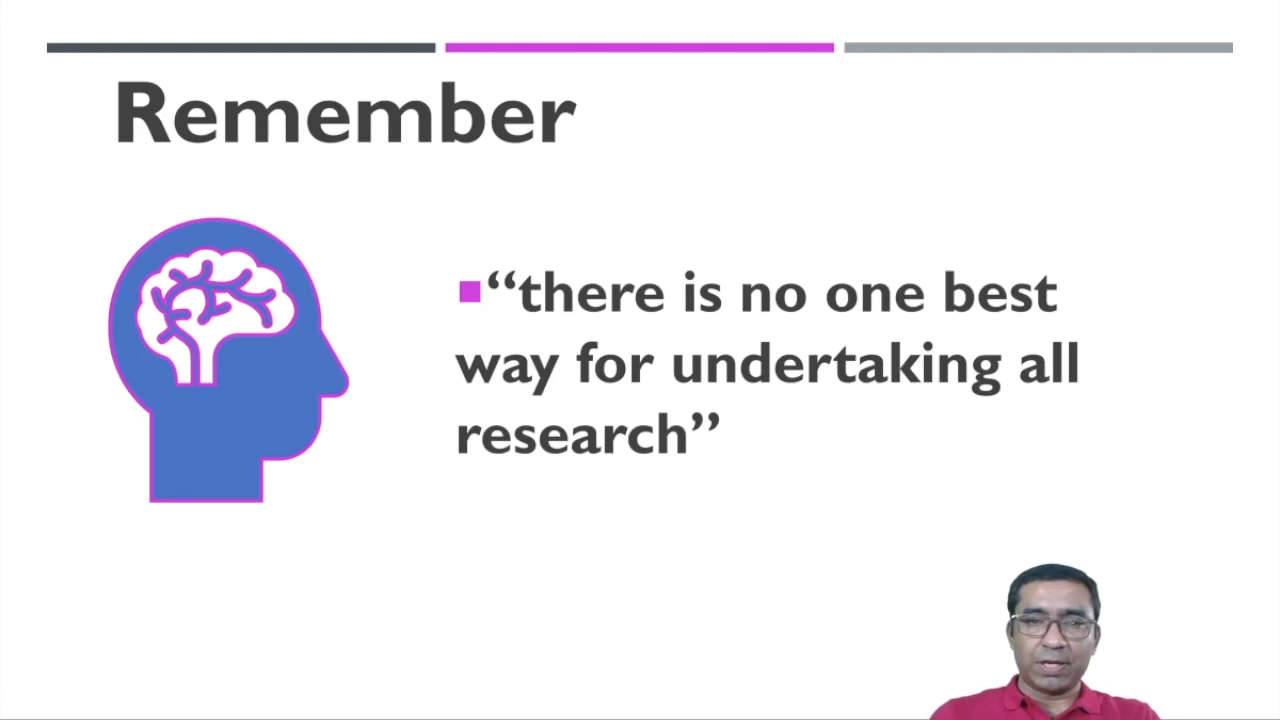 Remember
“there is no one best
way for undertaking all
research”